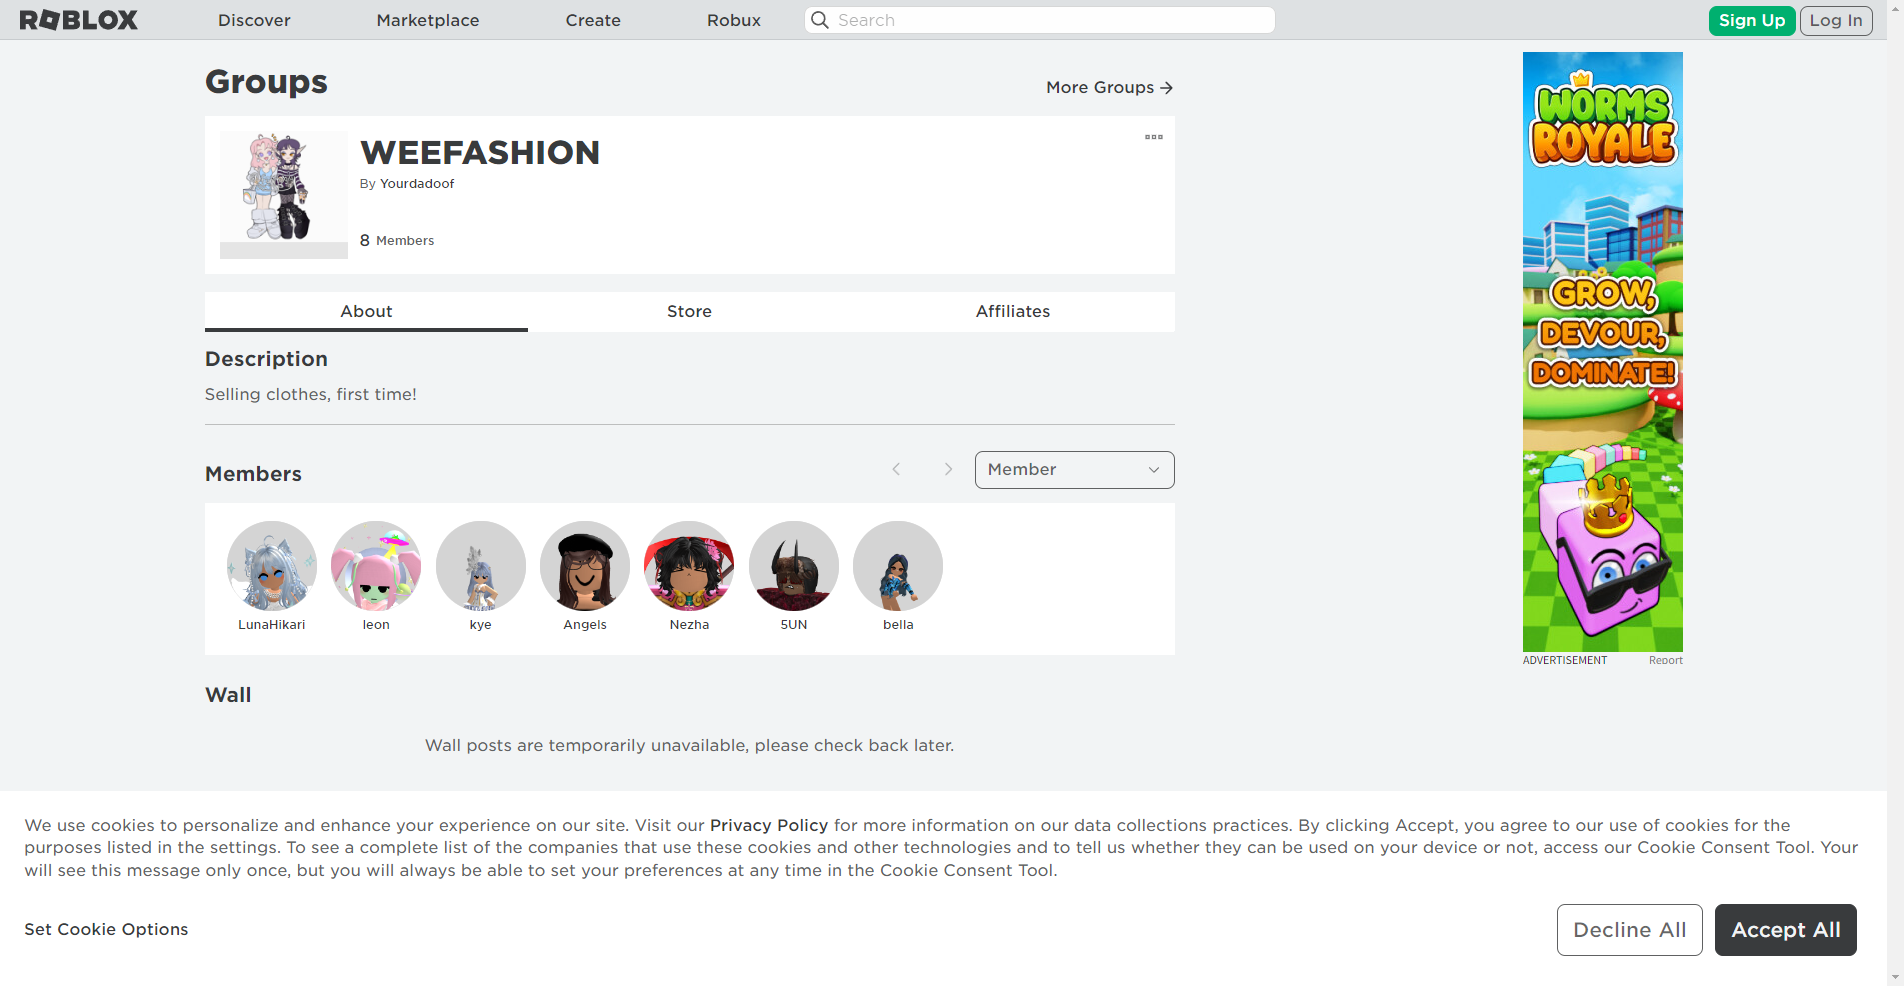 ROBLOX
Discover
Marketplace
Create
Robux
Search
Sign Up
Log In
Groups
More Groups
WEEFASHION
By Yourdadoof
8 Members
About
Store
Affiliates
Description
Selling clothes, first time!
Members
Member
LunaHikari
leon
kye
Angels
Nezha
5UN
bella
Wall
Wall posts are temporarily unavailable, please check back later.
WORMS
ROYALE
GROW,
DEVOUR,
DOMINATE!
ADVERTISEMENT
Report
We use cookies to personalize and enhance your experience on our site. Visit our Privacy Policy for more information on our data collections practices. By clicking Accept, you agree to our use of cookies for the
purposes listed in the settings. To see a complete list of the companies that use these cookies and other technologies and to tell us whether they can be used on your device or not, access our Cookie Consent Tool. Your
will see this message only once, but you will always be able to set your preferences at any time in the Cookie Consent Tool.
Set Cookie Options
Decline All
Accept All